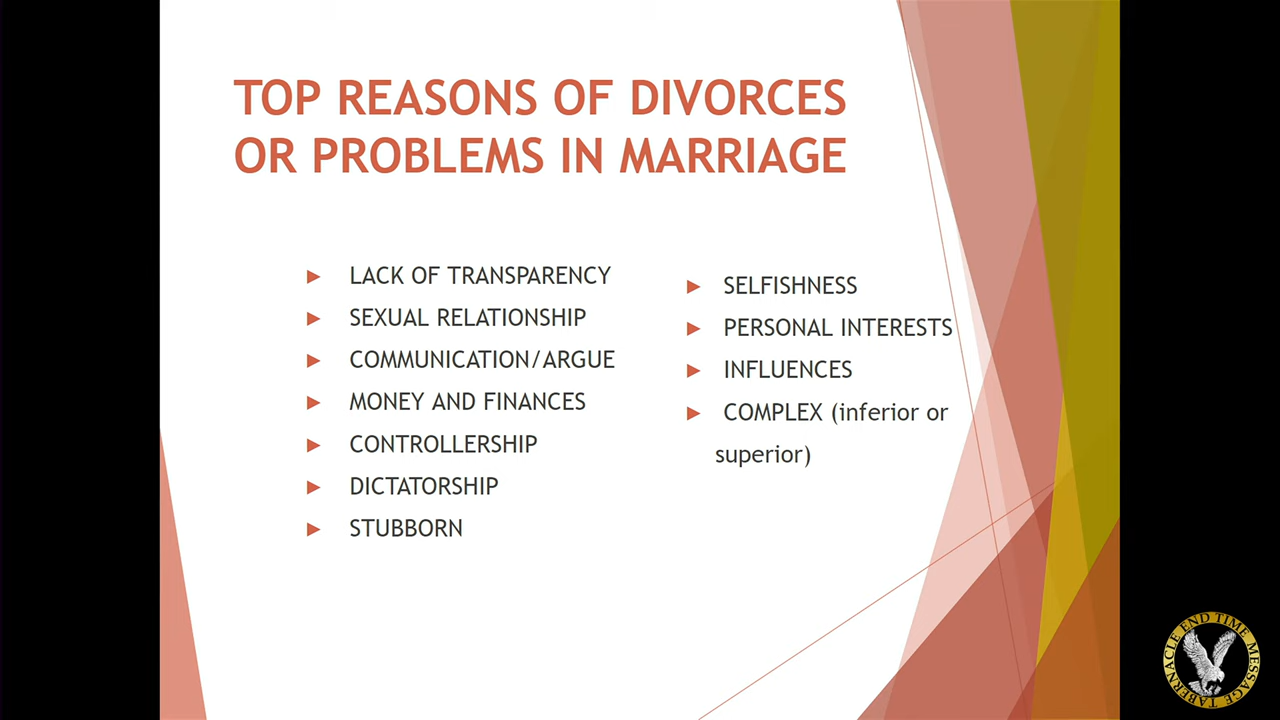 TOP REASONS OF DIVORCES
OR PROBLEMS IN MARRIAGE
LACK OF TRANSPARENCY
SEXUAL RELATIONSHIP
COMMUNICATION/ARGUE
MONEY AND FINANCES
CONTROLLERSHIP
DICTATORSHIP
STUBBORN
SELFISHNESS
PERSONAL INTERESTS
INFLUENCES
COMPLEX (inferior or
superior)
END TIME MESSAGE TABERNACLE